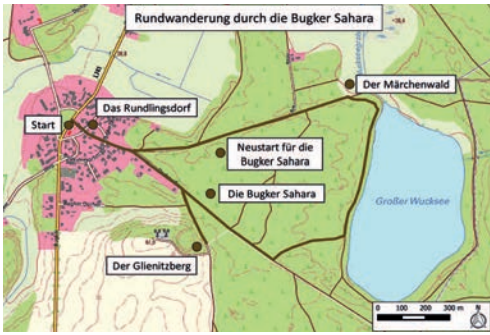 Rundwanderung durch die Bugker Sahara
Der Märchenwald
Das Rundlingsdorf
Start
Neustart für die
Bugker Sahara
Die Bugker Sahara
Großer Wucksee
Der Glienitzberg
N
0 100 200 300 m